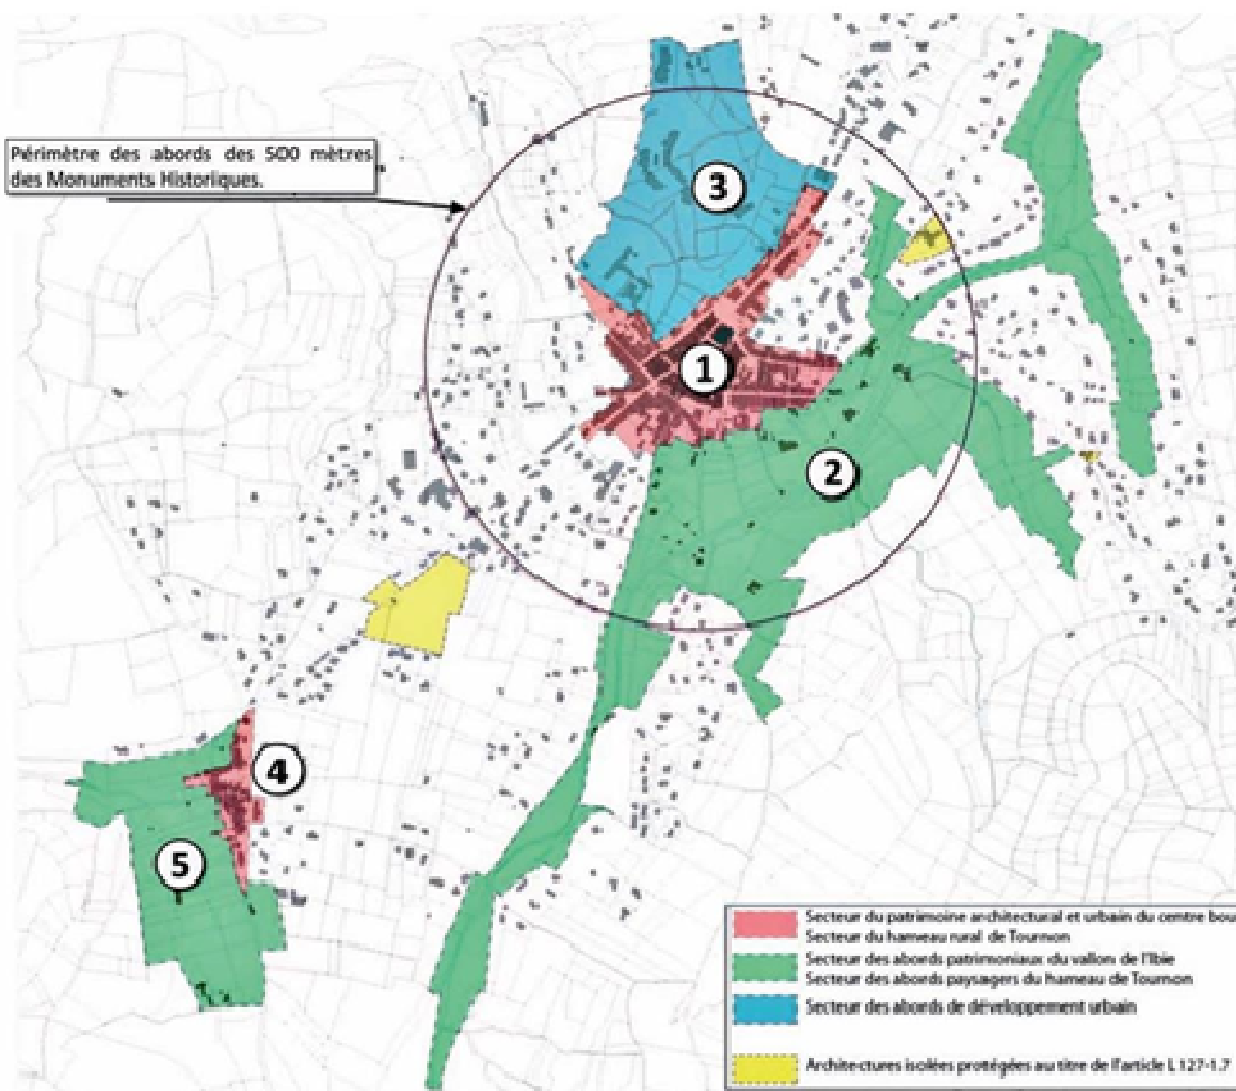 Périmètre des abords des 500 mètres
des Monuments Historiques.
3
1
2
4
5
Secteur du patrimoine architectural et urbain du centre bou
Secteur du hameau rural de Tournon
Secteur des abords patrimoniaux du vallon de l'Ibie
Secteur des abords paysagers du hameau de Tournon
Secteur des abords de développement urbain
Architectures isolées protégées au titre de l'article L 127-1.7